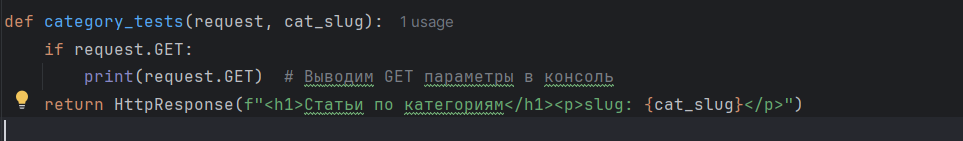 def category_tests(request, cat_slug): 1 usage
    if request.GET:
        print(request.GET)  # Выводим GET параметры в консоль
    return HttpResponse(f"<h1>Статьи по категориям</h1><p>slug: {cat_slug}</p>")